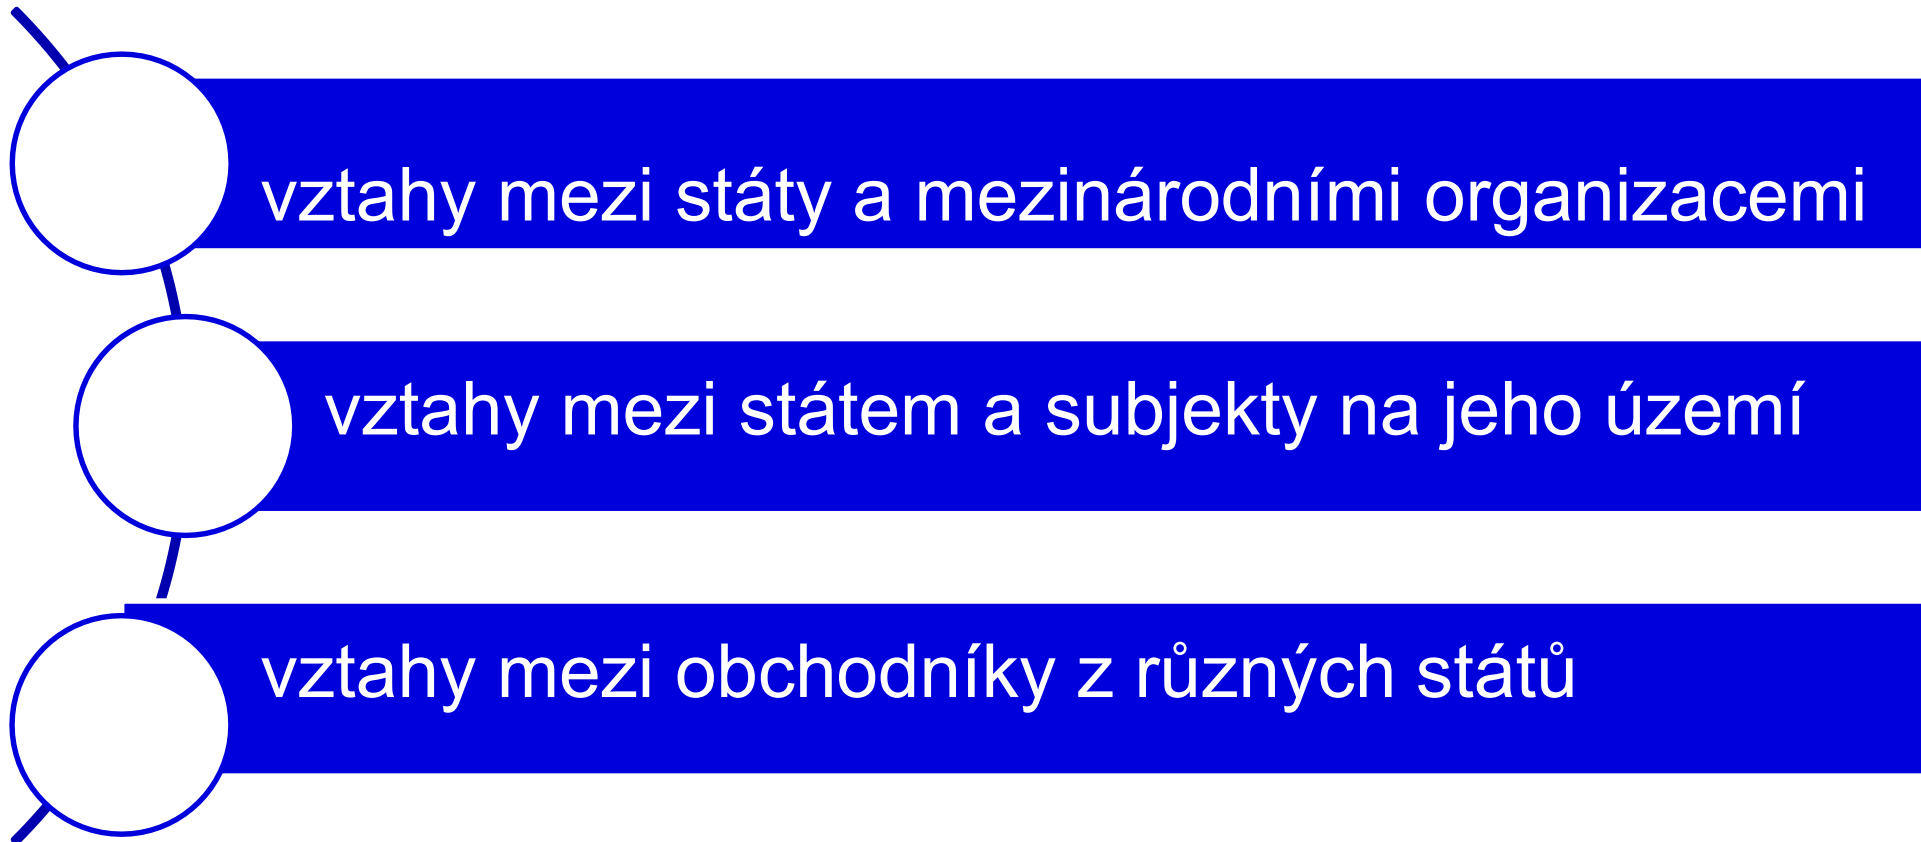 vztahy mezi státy a mezinárodními organizacemi
vztahy mezi státem a subjekty na jeho území
vztahy mezi obchodníky z různých států